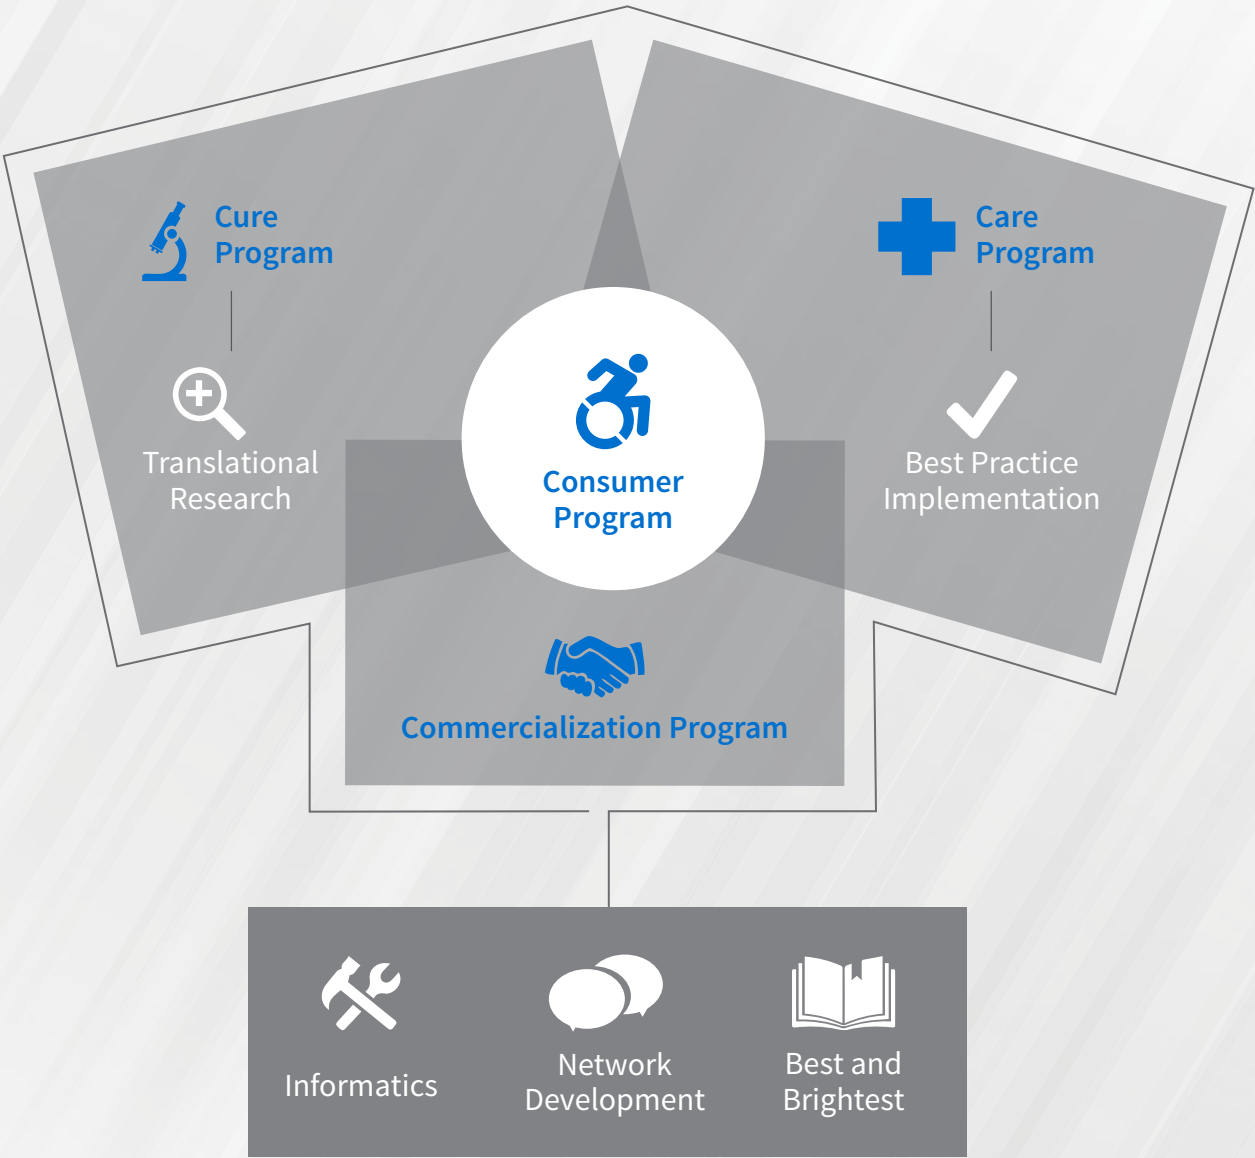 Cure
Program
Care
Program
Translational
Research
Consumer
Program
Best Practice
Implementation
Commercialization Program
Informatics
Network
Development
Best and
Brightest